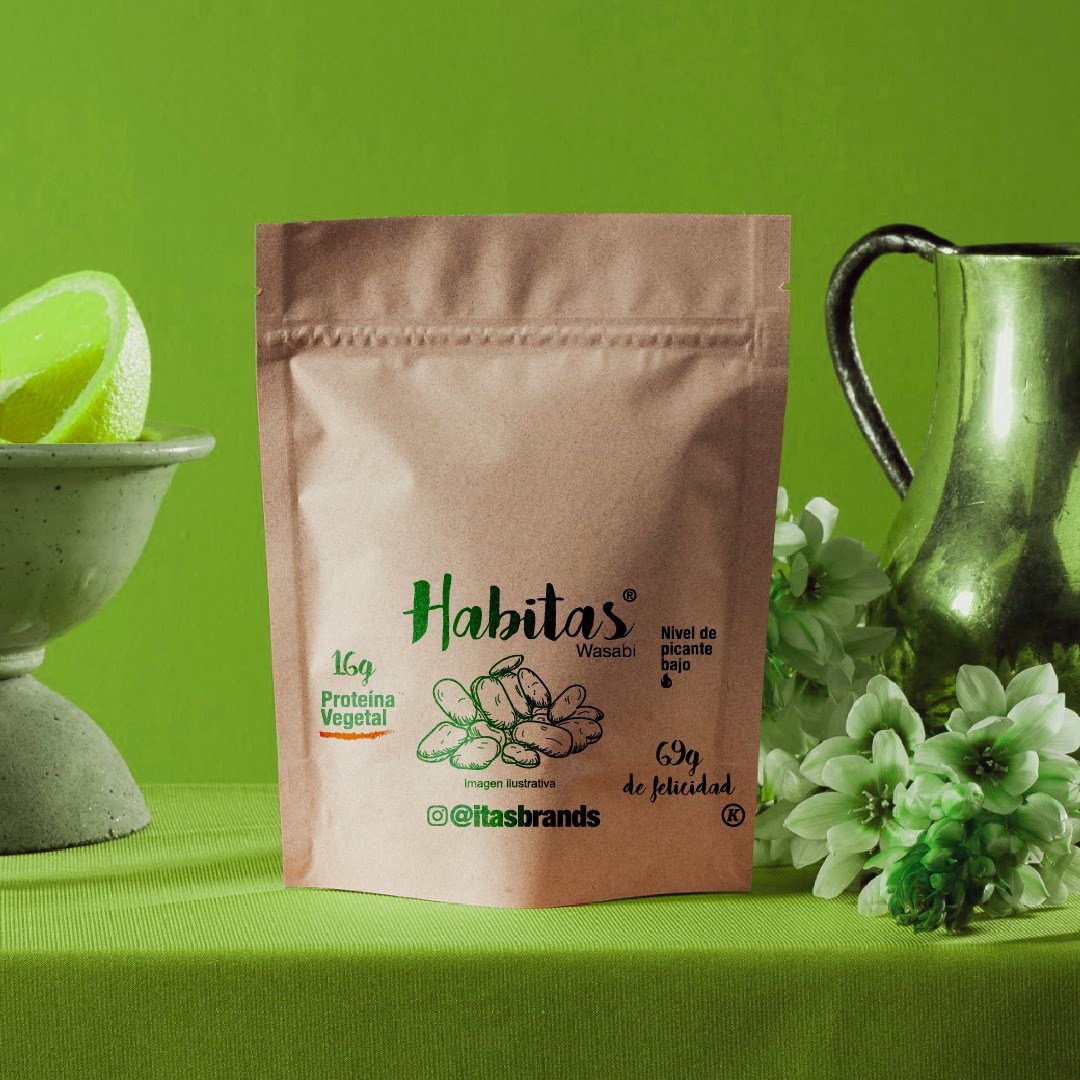 Habitas®
Wasabi
Nivel de
picante
bajo
16g
Proteína
Vegetal
69g
de felicidad
Imagen ilustrativa
@itasbrands
K